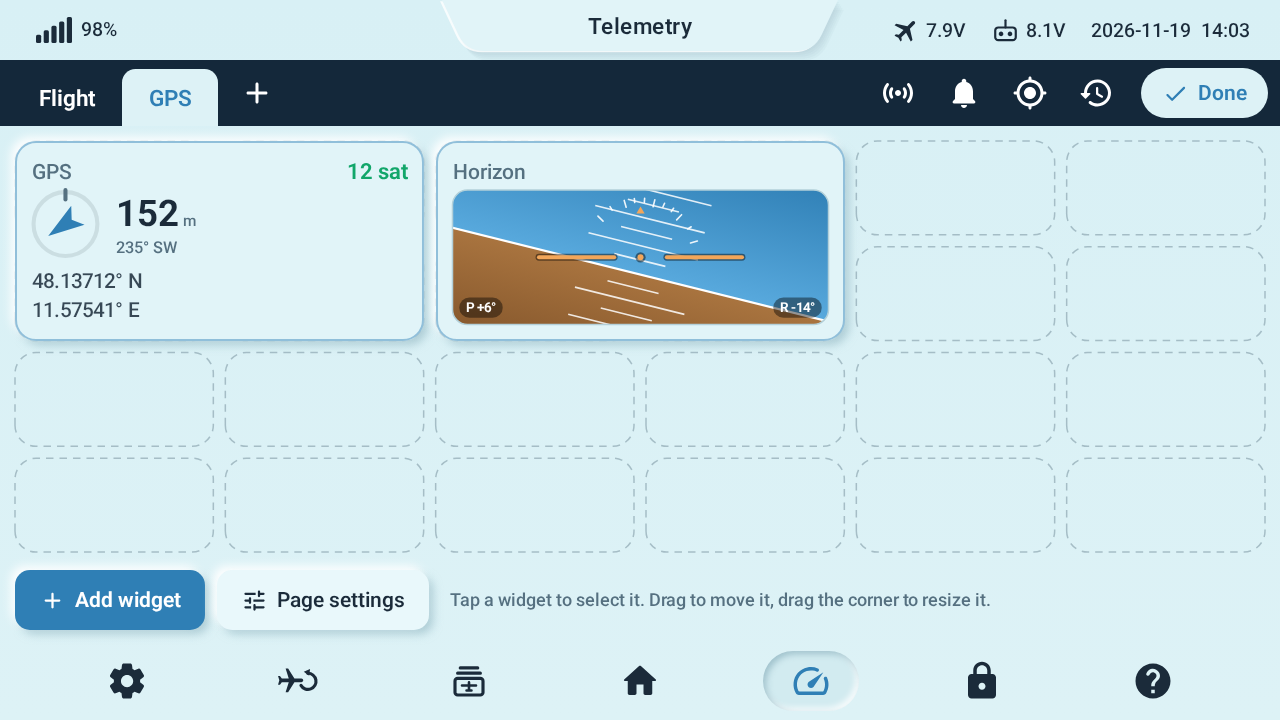 98%
Telemetry
7.9V
8.1V
2026-11-19 14:03
Flight
GPS
Done
GPS
12 sat
152 m
235° SW
48.13712° N
11.57541° E
Horizon
P +6°
R -14°
Add widget
Page settings
Tap a widget to select it. Drag to move it, drag the corner to resize it.